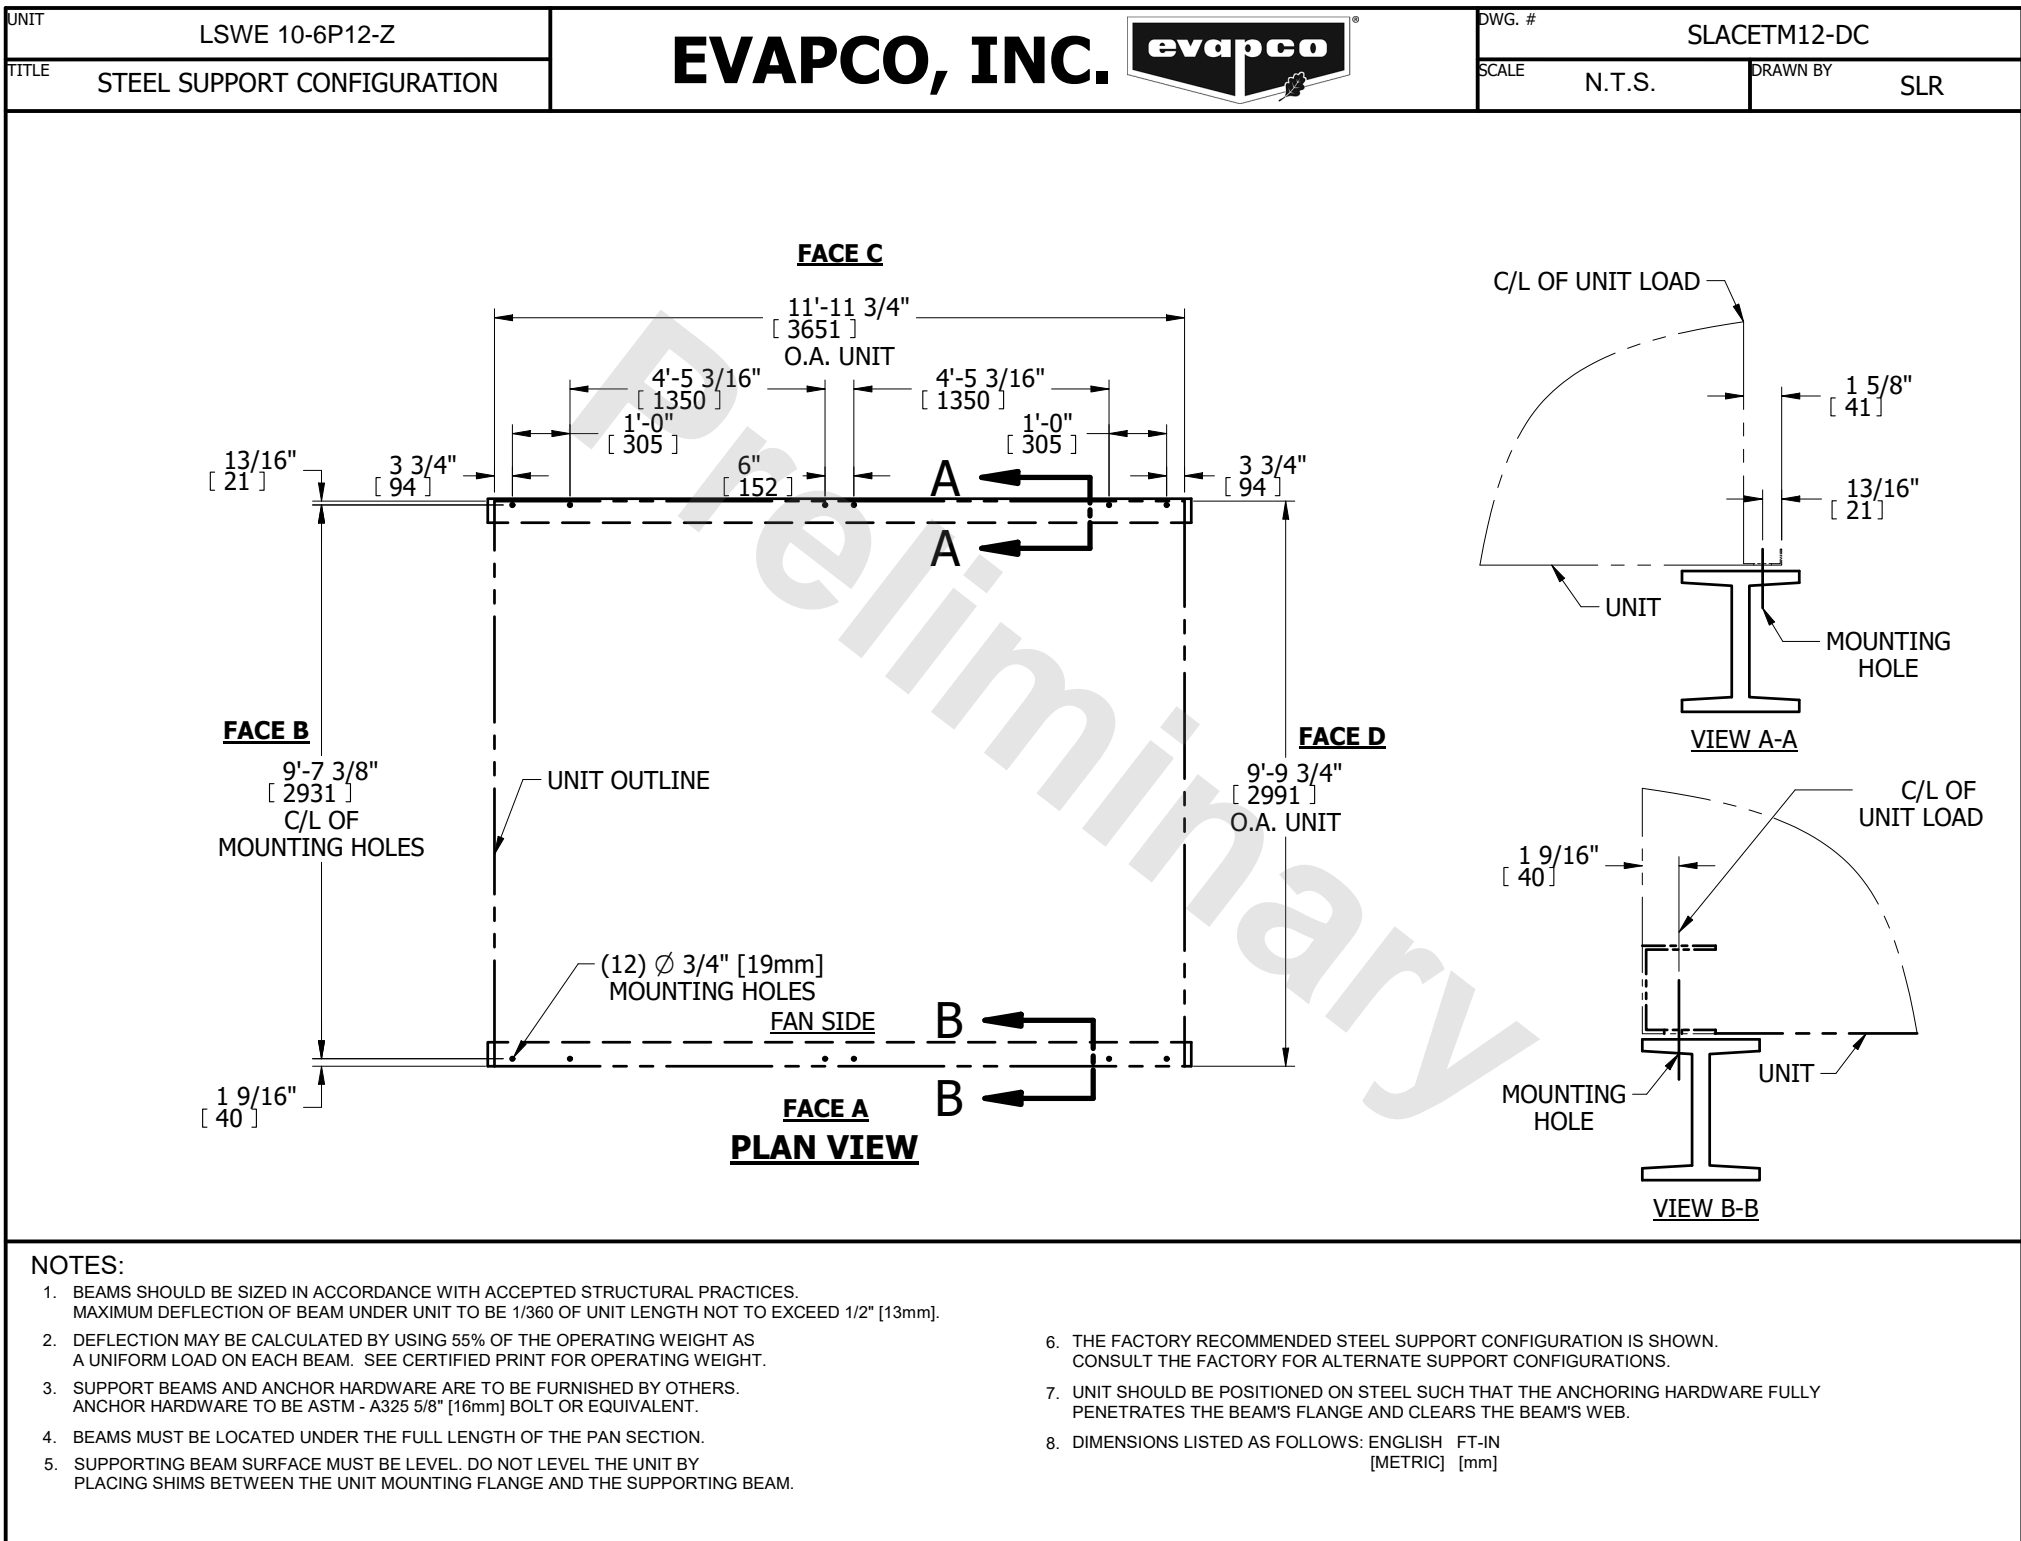 UNIT
LSWE 10-6P12-Z
TITLE
STEEL SUPPORT CONFIGURATION
EVAPCO, INC.
evapco
®
DWG. #
SLACETM12-DC
SCALE
N.T.S.
DRAWN BY
SLR
FACE C
11'-11 3/4"
[ 3651 ]
O.A. UNIT
4'-5 3/16"
[ 1350 ]
4'-5 3/16"
[ 1350 ]
1'-0"
[ 305 ]
1'-0"
[ 305 ]
13/16"
[ 21 ]
3 3/4"
[ 94 ]
6"
[ 152 ]
3 3/4"
[ 94 ]
A
A
FACE B
9'-7 3/8"
[ 2931 ]
C/L OF
MOUNTING HOLES
UNIT OUTLINE
FACE D
9'-9 3/4"
[ 2991 ]
O.A. UNIT
(12) Ø 3/4" [19mm]
MOUNTING HOLES
FAN SIDE
B
B
1 9/16"
[ 40 ]
FACE A
PLAN VIEW
Preliminary
C/L OF UNIT LOAD
1 5/8"
[ 41 ]
13/16"
[ 21 ]
UNIT
MOUNTING
HOLE
VIEW A-A
C/L OF
UNIT LOAD
1 9/16"
[ 40 ]
UNIT
MOUNTING
HOLE
VIEW B-B
NOTES:
1. BEAMS SHOULD BE SIZED IN ACCORDANCE WITH ACCEPTED STRUCTURAL PRACTICES.
MAXIMUM DEFLECTION OF BEAM UNDER UNIT TO BE 1/360 OF UNIT LENGTH NOT TO EXCEED 1/2" [13mm].
2. DEFLECTION MAY BE CALCULATED BY USING 55% OF THE OPERATING WEIGHT AS
A UNIFORM LOAD ON EACH BEAM. SEE CERTIFIED PRINT FOR OPERATING WEIGHT.
3. SUPPORT BEAMS AND ANCHOR HARDWARE ARE TO BE FURNISHED BY OTHERS.
ANCHOR HARDWARE TO BE ASTM - A325 5/8" [16mm] BOLT OR EQUIVALENT.
4. BEAMS MUST BE LOCATED UNDER THE FULL LENGTH OF THE PAN SECTION.
5. SUPPORTING BEAM SURFACE MUST BE LEVEL. DO NOT LEVEL THE UNIT BY
PLACING SHIMS BETWEEN THE UNIT MOUNTING FLANGE AND THE SUPPORTING BEAM.
6. THE FACTORY RECOMMENDED STEEL SUPPORT CONFIGURATION IS SHOWN.
CONSULT THE FACTORY FOR ALTERNATE SUPPORT CONFIGURATIONS.
7. UNIT SHOULD BE POSITIONED ON STEEL SUCH THAT THE ANCHORING HARDWARE FULLY
PENETRATES THE BEAM'S FLANGE AND CLEARS THE BEAM'S WEB.
8. DIMENSIONS LISTED AS FOLLOWS: ENGLISH FT-IN
[METRIC] [mm]